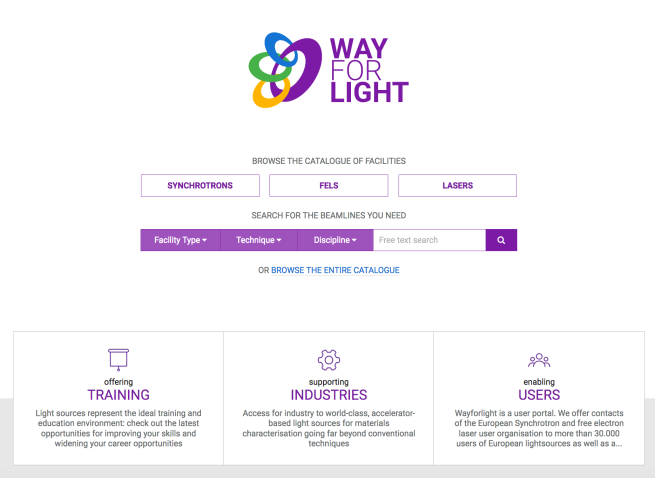 WAY
FOR
LIGHT
BROWSE THE CATALOGUE OF FACILITIES
SYNCHROTRONS FELS LASERS
SEARCH FOR THE BEAMLINES YOU NEED
Facility Type Technique Discipline Free text search
OR BROWSE THE ENTIRE CATALOGUE
offering
TRAINING
Light sources represent the ideal training and
education environment: check out the latest
opportunities for improving your skills and
widening your career opportunities
supporting
INDUSTRIES
Access for industry to world-class, accelerator-
based light sources for materials
characterisation going far beyond conventional
techniques
enabling
USERS
Wayforlight is a user portal. We offer contacts
of the European Synchrotron and free electron
laser user organisation to more than 30.000
users of European lightsources as well as a...